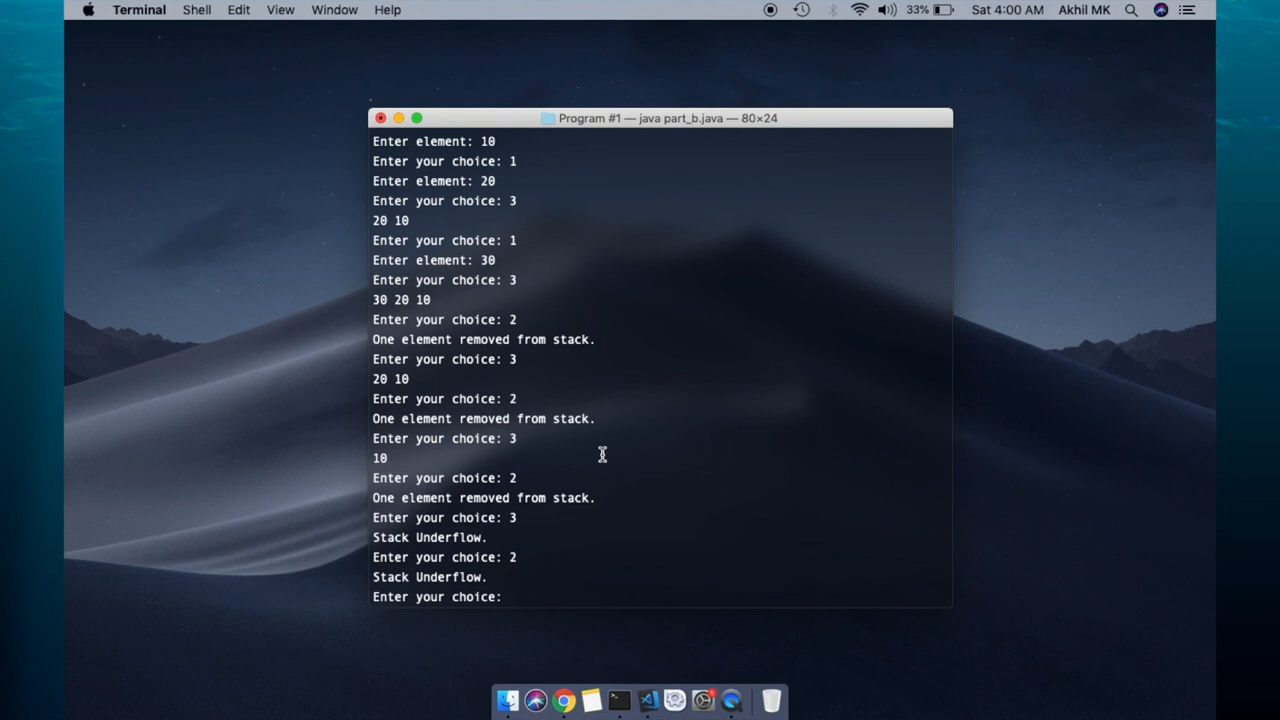 Terminal Shell Edit View Window Help 33% Sat 4:00 AM Akhil MK
Program #1 — java part_b.java — 80×24
Enter element: 10
Enter your choice: 1
Enter element: 20
Enter your choice: 3
20 10
Enter your choice: 1
Enter element: 30
Enter your choice: 3
30 20 10
Enter your choice: 2
One element removed from stack.
Enter your choice: 3
20 10
Enter your choice: 2
One element removed from stack.
Enter your choice: 3
10
Enter your choice: 2
One element removed from stack.
Enter your choice: 3
Stack Underflow.
Enter your choice: 2
Stack Underflow.
Enter your choice: